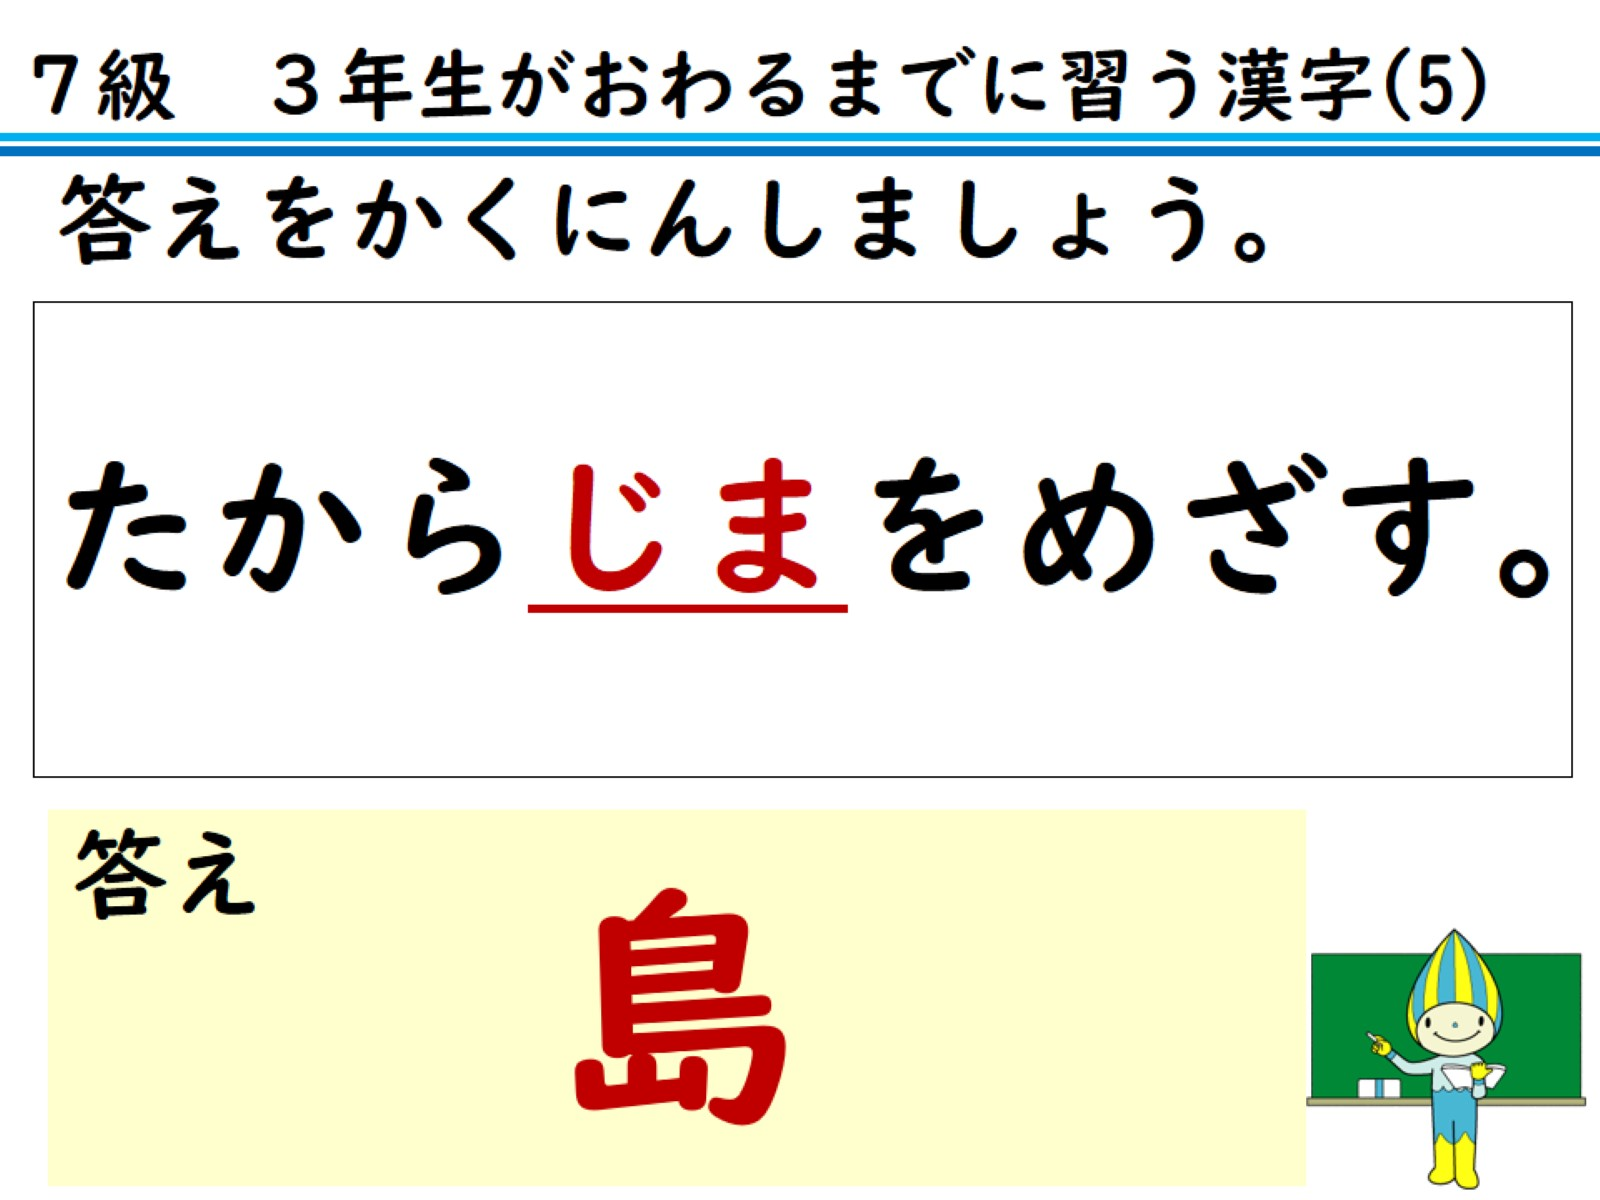 ７級　３年生がおわるまでに習う漢字(5)
答えをかくにんしましょう。
たからじまをめざす。
答え
島